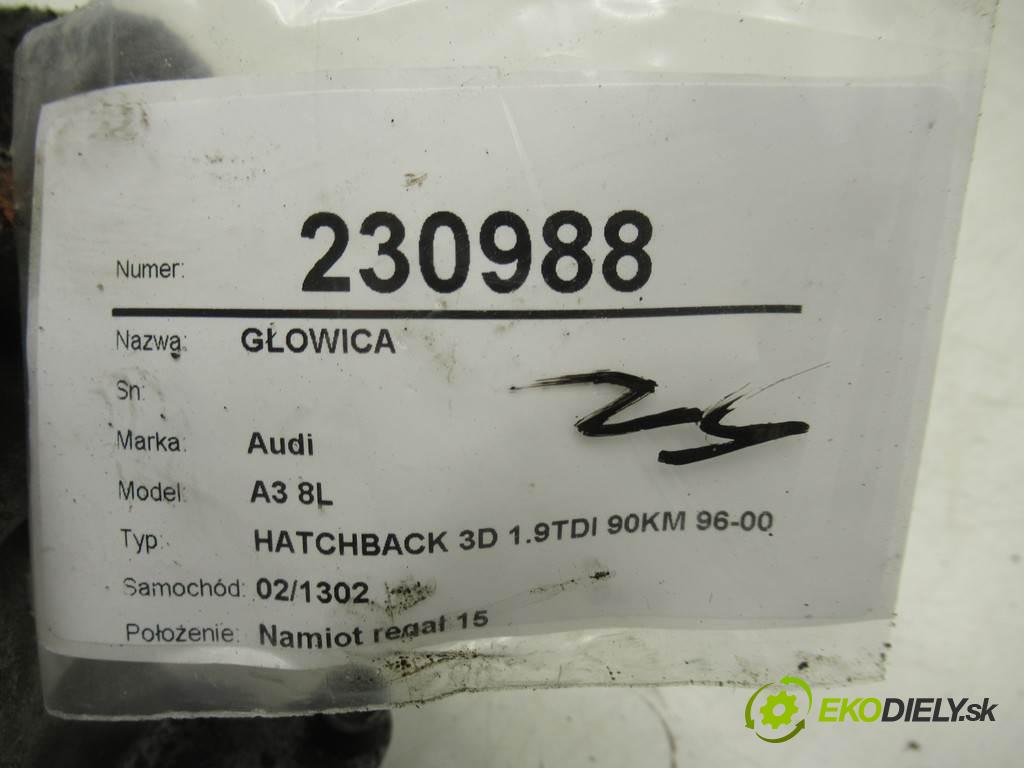 Numer: 230988
Nazwa: GŁOWICA
Sn:
Marka: Audi
Model: A3 8L
Typ: HATCHBACK 3D 1.9TDI 90KM 96-00
Samochód: 02/1302
Położenie: Namiot regał 15
EKODIELY.sk